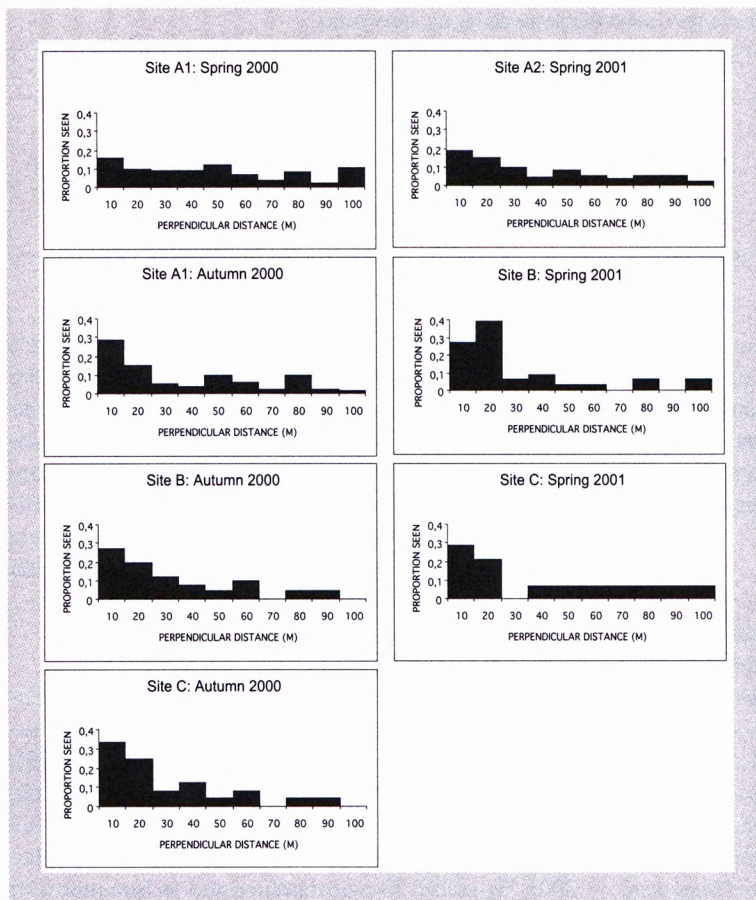 Site A1: Spring 2000
PROPORTION SEEN
0,4
0,3
0,2
0,1
0
10 20 30 40 50 60 70 80 90 100
PERPENDICULAR DISTANCE (M)
Site A2: Spring 2001
PROPORTION SEEN
0,4
0,3
0,2
0,1
0
10 20 30 40 50 60 70 80 90 100
PERPENDICUALR DISTANCE (M)
Site A1: Autumn 2000
PROPORTION SEEN
0,4
0,3
0,2
0,1
0
10 20 30 40 50 60 70 80 90 100
PERPENDICULAR DISTANCE (M)
Site B: Spring 2001
PROPORTION SEEN
0,4
0,3
0,2
0,1
0
10 20 30 40 50 60 70 80 90 100
PERPENDICULAR DISTANCE (M)
Site B: Autumn 2000
PROPORTION SEEN
0,4
0,3
0,2
0,1
0
10 20 30 40 50 60 70 80 90 100
PERPENDICULAR DISTANCE (M)
Site C: Spring 2001
PROPORTION SEEN
0,4
0,3
0,2
0,1
0
10 20 30 40 50 60 70 80 90 100
PERPENDICULAR DISTANCE (M)
Site C: Autumn 2000
PROPORTION SEEN
0,4
0,3
0,2
0,1
0
10 20 30 40 50 60 70 80 90 100
PERPENDICULAR DISTANCE (M)